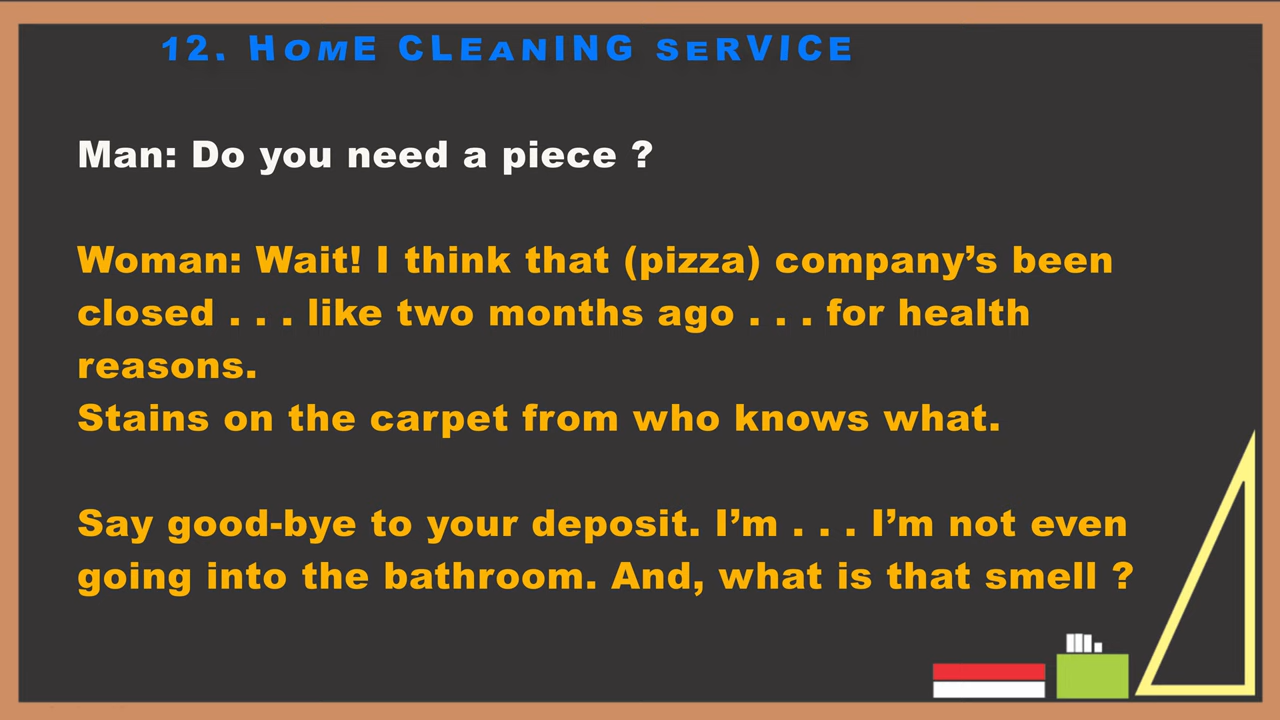 12. Home cleaning service
Man: Do you need a piece ?
Woman: Wait! I think that (pizza) company’s been
closed . . . like two months ago . . . for health
reasons.
Stains on the carpet from who knows what.
Say good-bye to your deposit. I’m . . . I’m not even
going into the bathroom. And, what is that smell ?